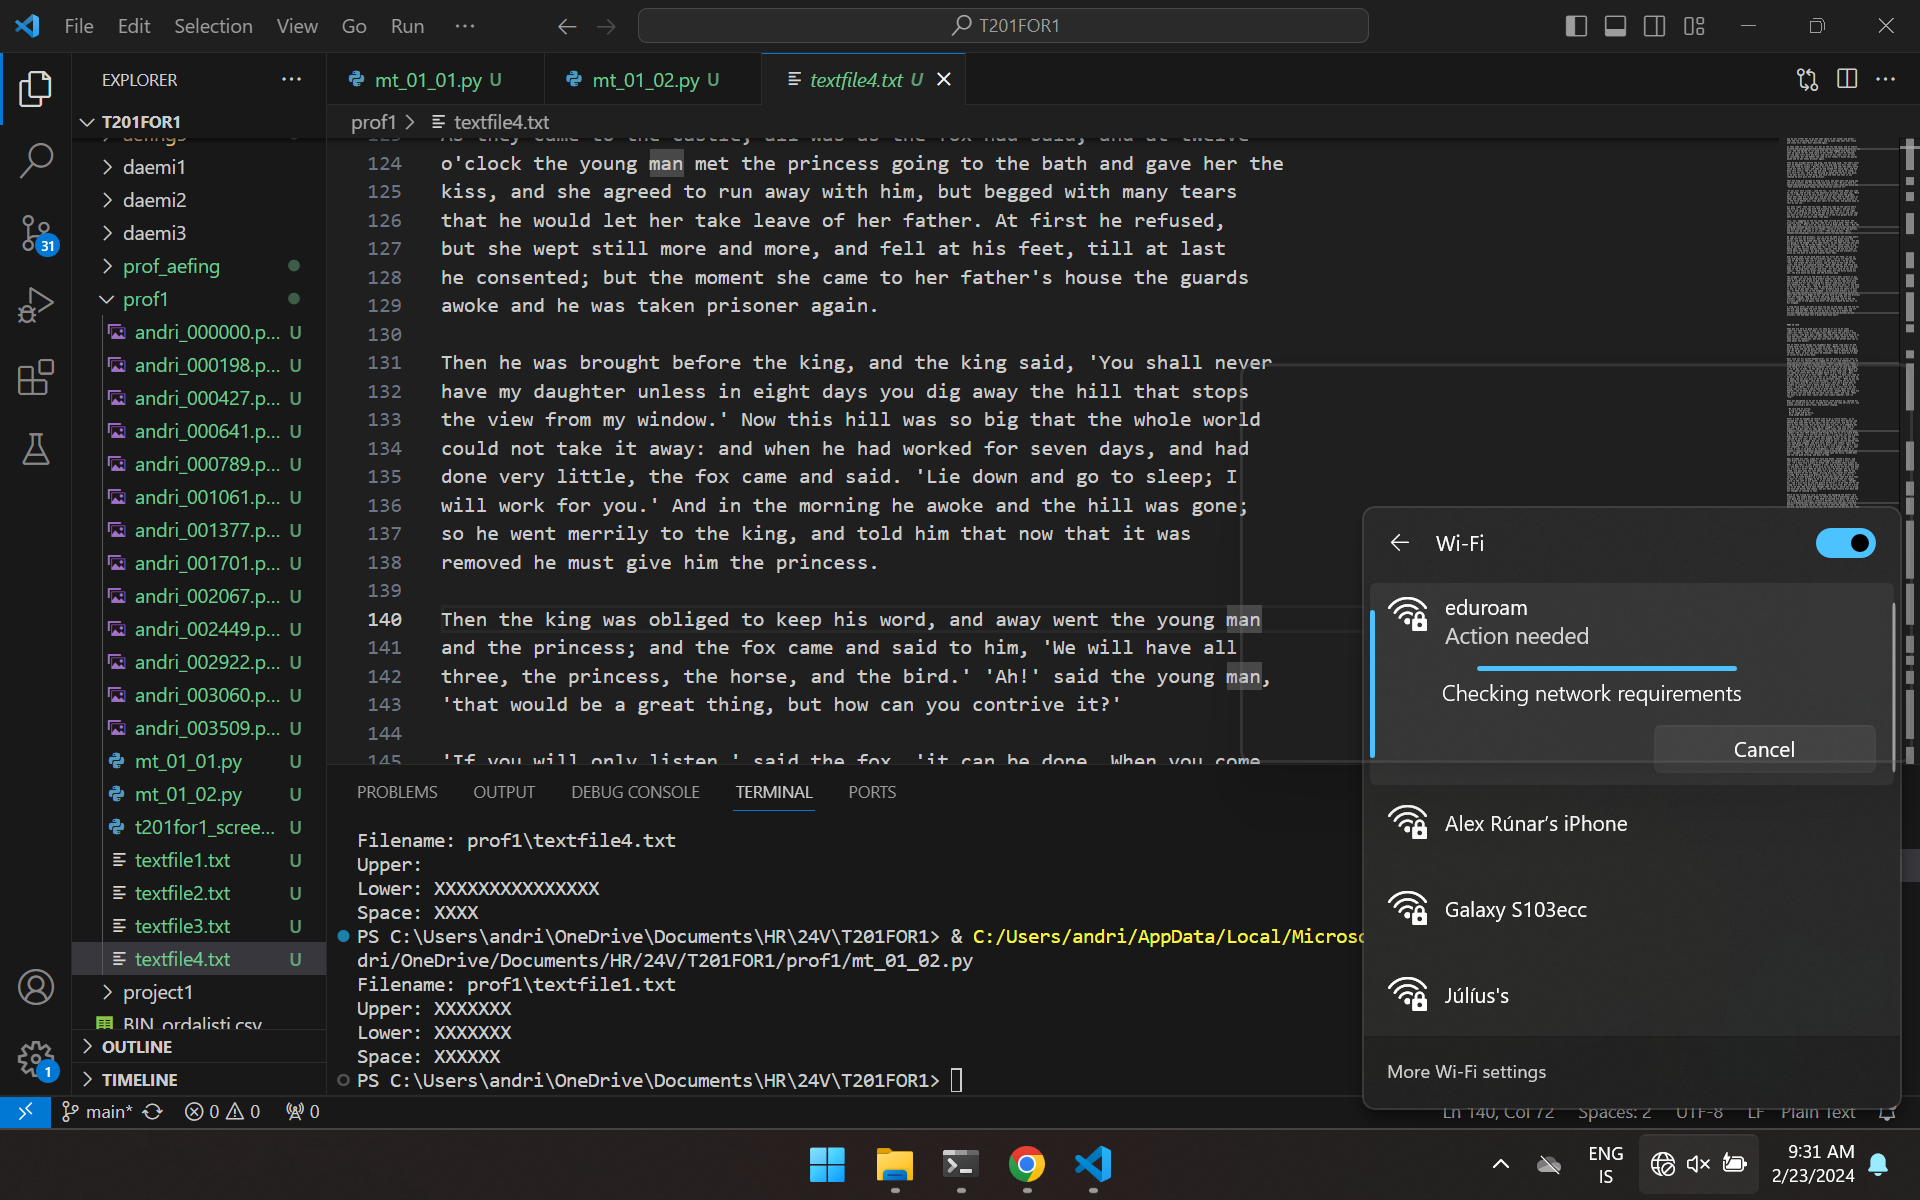 File Edit Selection View Go Run ...
T201FOR1
EXPLORER ...
mt_01_01.py U
mt_01_02.py U
textfile4.txt U
T201FOR1
prof1 > textfile4.txt
daemi1
daemi2
daemi3
prof_aefing
prof1
andri_000000.p... U
andri_000198.p... U
andri_000427.p... U
andri_000641.p... U
andri_000789.p... U
andri_001061.p... U
andri_001377.p... U
andri_001701.p... U
andri_002067.p... U
andri_002449.p... U
andri_002922.p... U
andri_003060.p... U
andri_003509.p... U
mt_01_01.py U
mt_01_02.py U
t201for1_scree... U
textfile1.txt U
textfile2.txt U
textfile3.txt U
textfile4.txt U
project1
BIN_ordalisti.csv
OUTLINE
TIMELINE
31
1
124 o'clock the young man met the princess going to the bath and gave her the
125 kiss, and she agreed to run away with him, but begged with many tears
126 that he would let her take leave of her father. At first he refused,
127 but she wept still more and more, and fell at his feet, till at last
128 he consented; but the moment she came to her father's house the guards
129 awoke and he was taken prisoner again.
130
131 Then he was brought before the king, and the king said, 'You shall never
132 have my daughter unless in eight days you dig away the hill that stops
133 the view from my window.' Now this hill was so big that the whole world
134 could not take it away: and when he had worked for seven days, and had
135 done very little, the fox came and said. 'Lie down and go to sleep; I
136 will work for you.' And in the morning he awoke and the hill was gone;
137 so he went merrily to the king, and told him that now that it was
138 removed he must give him the princess.
139
140 Then the king was obliged to keep his word, and away went the young man
141 and the princess; and the fox came and said to him, 'We will have all
142 three, the princess, the horse, and the bird.' 'Ah!' said the young man,
143 'that would be a great thing, but how can you contrive it?'
144
145 'If you will only listen,' said the fox, 'it can be done. When you come
PROBLEMS OUTPUT DEBUG CONSOLE TERMINAL PORTS
Filename: prof1\textfile4.txt
Upper:
Lower: XXXXXXXXXXXXXXX
Space: XXXX
PS C:\Users\andri\OneDrive\Documents\HR\24V\T201FOR1> & C:/Users/andri/AppData/Local/Microso
dri/OneDrive/Documents/HR/24V/T201FOR1/prof1/mt_01_02.py
Filename: prof1\textfile1.txt
Upper: XXXXXXX
Lower: XXXXXXX
Space: XXXXXX
PS C:\Users\andri\OneDrive\Documents\HR\24V\T201FOR1>
Wi-Fi
eduroam
Action needed
Checking network requirements
Cancel
Alex Rúnar's iPhone
Galaxy S103ecc
Júlíus's
More Wi-Fi settings
main* 0 0 0
Ln 140, Col 72 Spaces: 2 UTF-8 LF Plain Text
ENG
IS
9:31 AM
2/23/2024